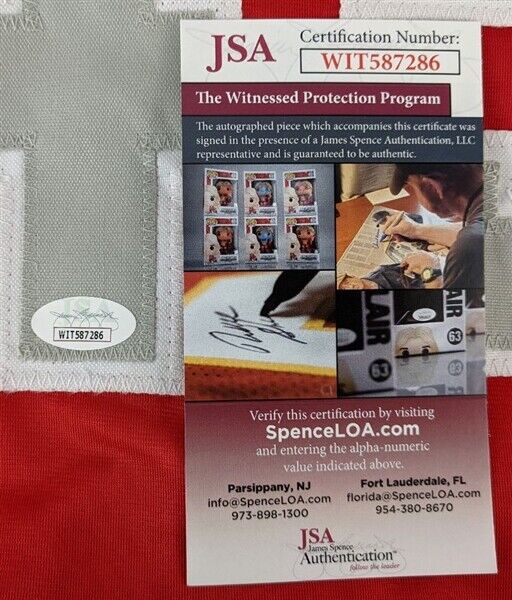 JSA
Certification Number:
WIT587286
The Witnessed Protection Program
The autographed piece which accompanies this certificate was
signed in the presence of a James Spence Authentication, LLC
representative and is guaranteed to be authentic.
WIT587286
LAIR
63
63
Verify this certification by visiting
SpenceLOA.com
and entering the alpha-numeric
value indicated above.
Parsippany, NJ
info@SpenceLOA.com
973-898-1300
Fort Lauderdale, FL
florida@SpenceLOA.com
954-380-8670
JSA
James Spence
Authentication
follow the leader